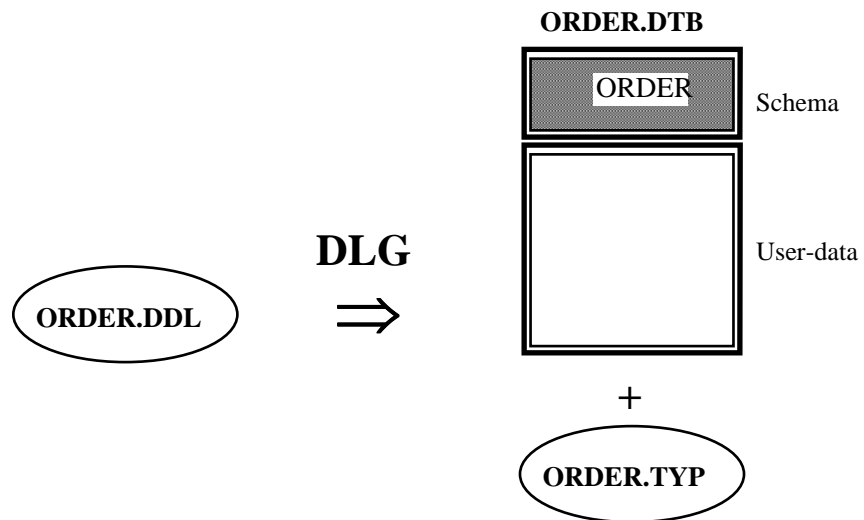 ORDER.DTB
ORDER
Schema
DLG
User-data
ORDER.DDL
⇒
+
ORDER.TYP